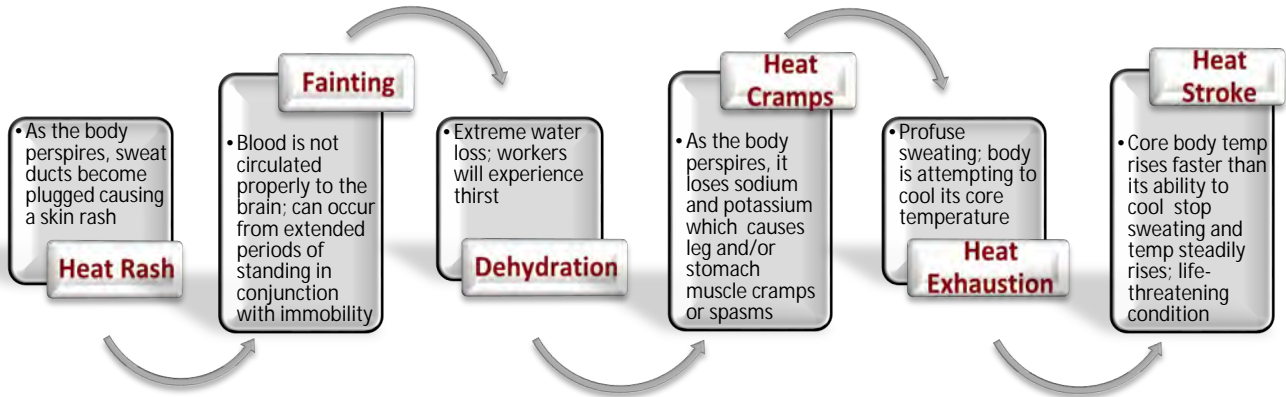 • As the body
perspires, sweat
ducts become
plugged causing
a skin rash
Heat Rash
Fainting
• Blood is not
circulated
properly to the
brain; can occur
from extended
periods of
standing in
conjunction
with immobility
• Extreme water
loss; workers
will experience
thirst
Dehydration
Heat
Cramps
• As the body
perspires, it
loses sodium
and potassium
which causes
leg and/or
stomach
muscle cramps
or spasms
• Profuse
sweating; body
is attempting to
cool its core
temperature
Heat
Exhaustion
Heat
Stroke
• Core body temp
rises faster than
its ability to
cool stop
sweating and
temp steadily
rises; life-
threatening
condition